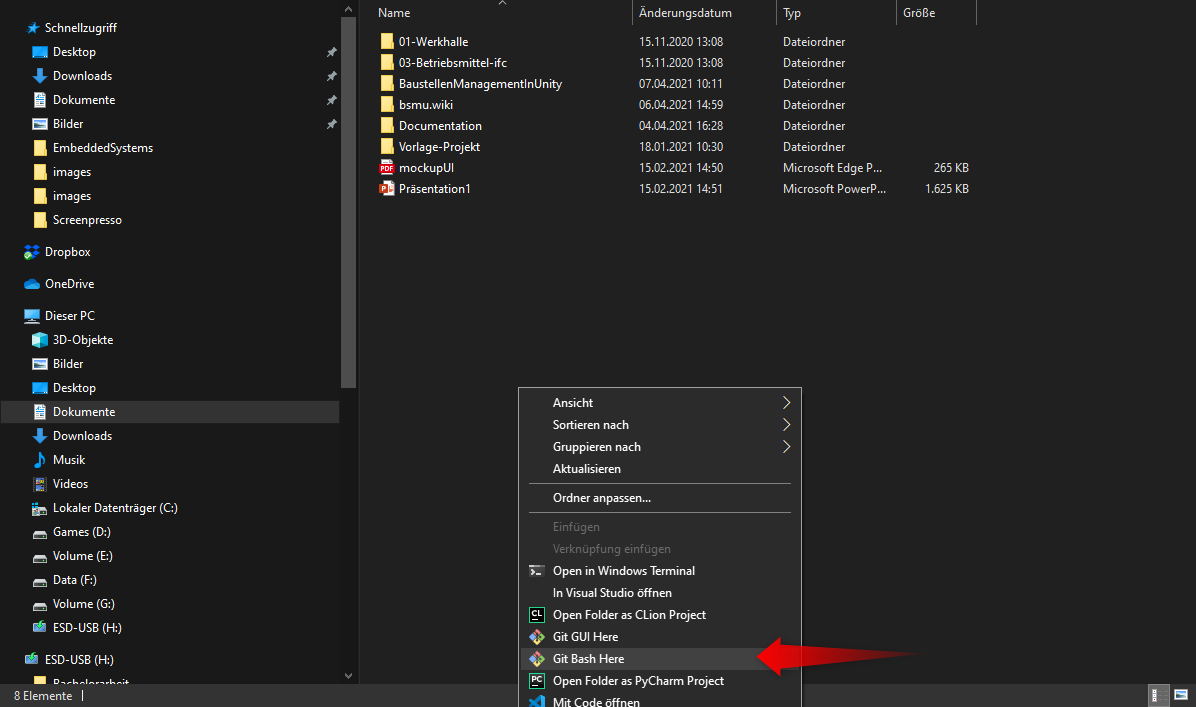 Schnellzugriff
Desktop
Downloads
Dokumente
Bilder
EmbeddedSystems
images
images
Screenpresso
Dropbox
OneDrive
Dieser PC
3D-Objekte
Bilder
Desktop
Dokumente
Downloads
Musik
Videos
Lokaler Datenträger (C:)
Games (D:)
Volume (E:)
Data (F:)
Volume (G:)
ESD-USB (H:)
ESD-USB (H:)
Bachelorarbeit
Name Änderungsdatum Typ Größe
01-Werkhalle 15.11.2020 13:08 Dateiordner
03-Betriebsmittel-ifc 15.11.2020 13:08 Dateiordner
BaustellenManagementInUnity 07.04.2021 10:11 Dateiordner
bsmu.wiki 06.04.2021 14:59 Dateiordner
Documentation 04.04.2021 16:28 Dateiordner
Vorlage-Projekt 18.01.2021 10:30 Dateiordner
PDF mockupUI 15.02.2021 14:50 Microsoft Edge P... 265 KB
P Präsentation1 15.02.2021 14:51 Microsoft PowerP... 1.625 KB
Ansicht
Sortieren nach
Gruppieren nach
Aktualisieren
Ordner anpassen...
Einfügen
Verknüpfung einfügen
Open in Windows Terminal
In Visual Studio öffnen
CL Open Folder as CLion Project
Git GUI Here
Git Bash Here
PC Open Folder as PyCharm Project
Mit Code öffnen
8 Elemente